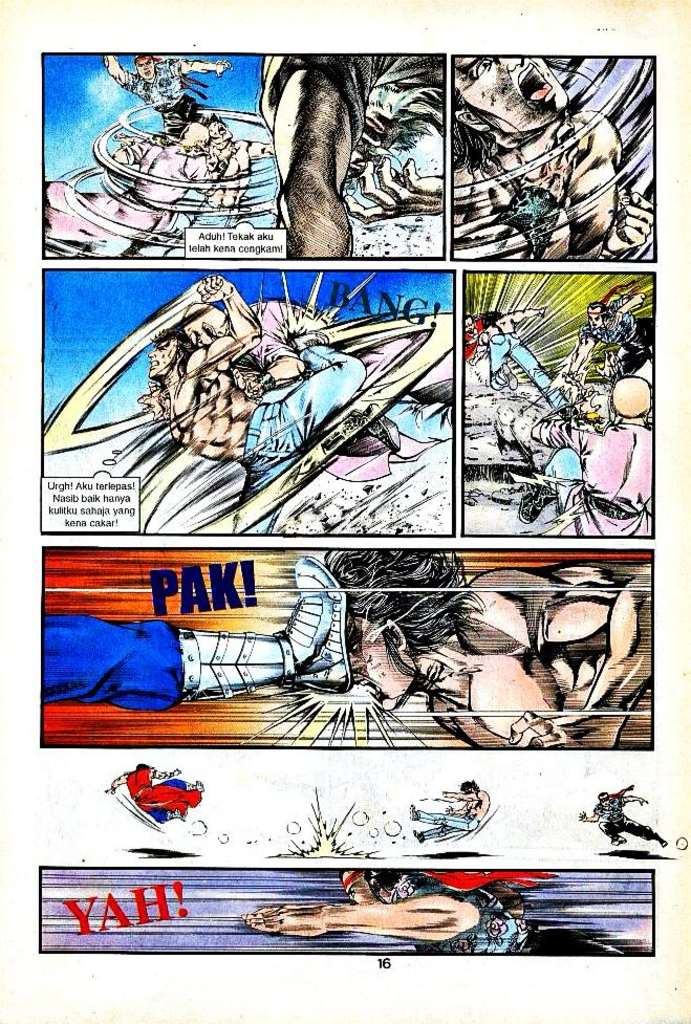 Aduh! Tekak aku
telah kena cengkam!
BANG!
Urgh! Aku terlepas!
Nasib baik hanya
kulitku sahaja yang
kena cakar!
PAK!
YAH!
16